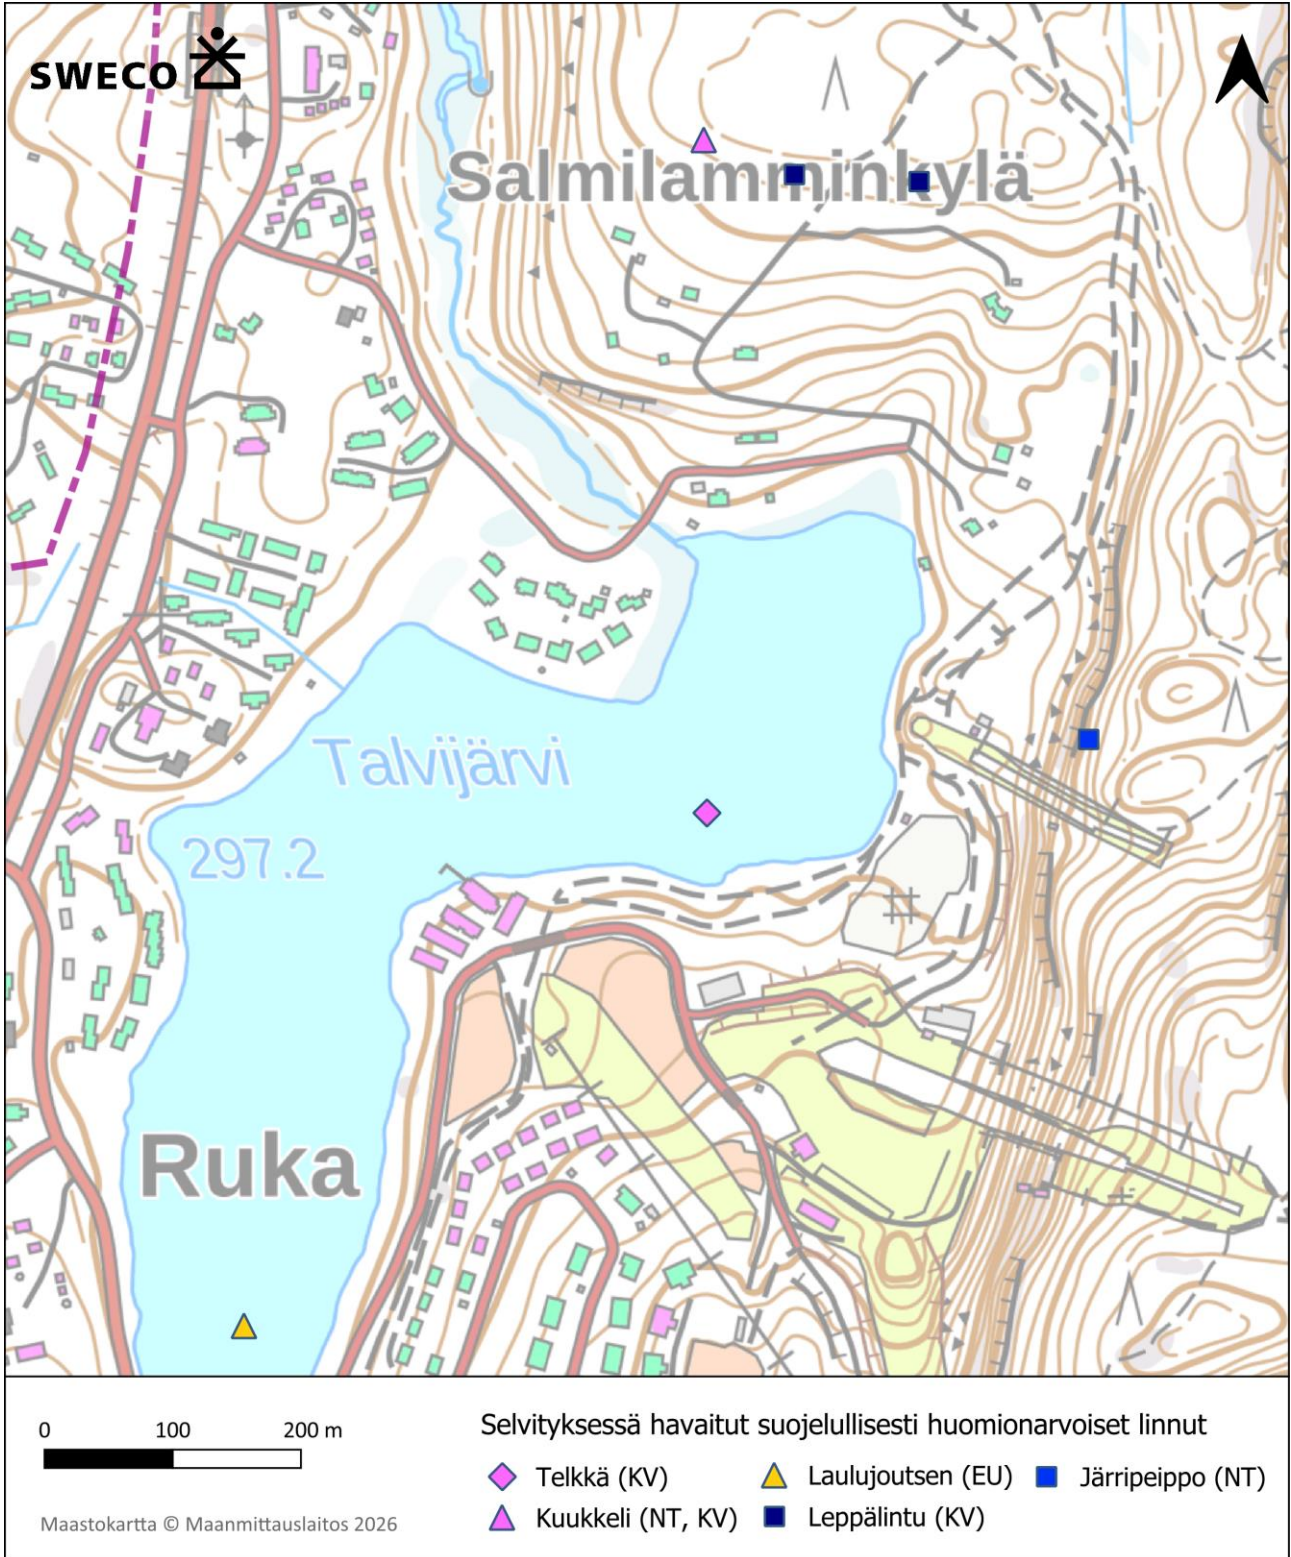 SWECO
Salmilamminkylä
Talvijärvi
297.2
Ruka
0 100 200 m
Selvityksessä havaitut suojelullisesti huomionarvoiset linnut
Telkkä (KV)
Laulujoutsen (EU)
Järripeippo (NT)
Kuukkeli (NT, KV)
Leppälintu (KV)
Maastokartta © Maanmittauslaitos 2026